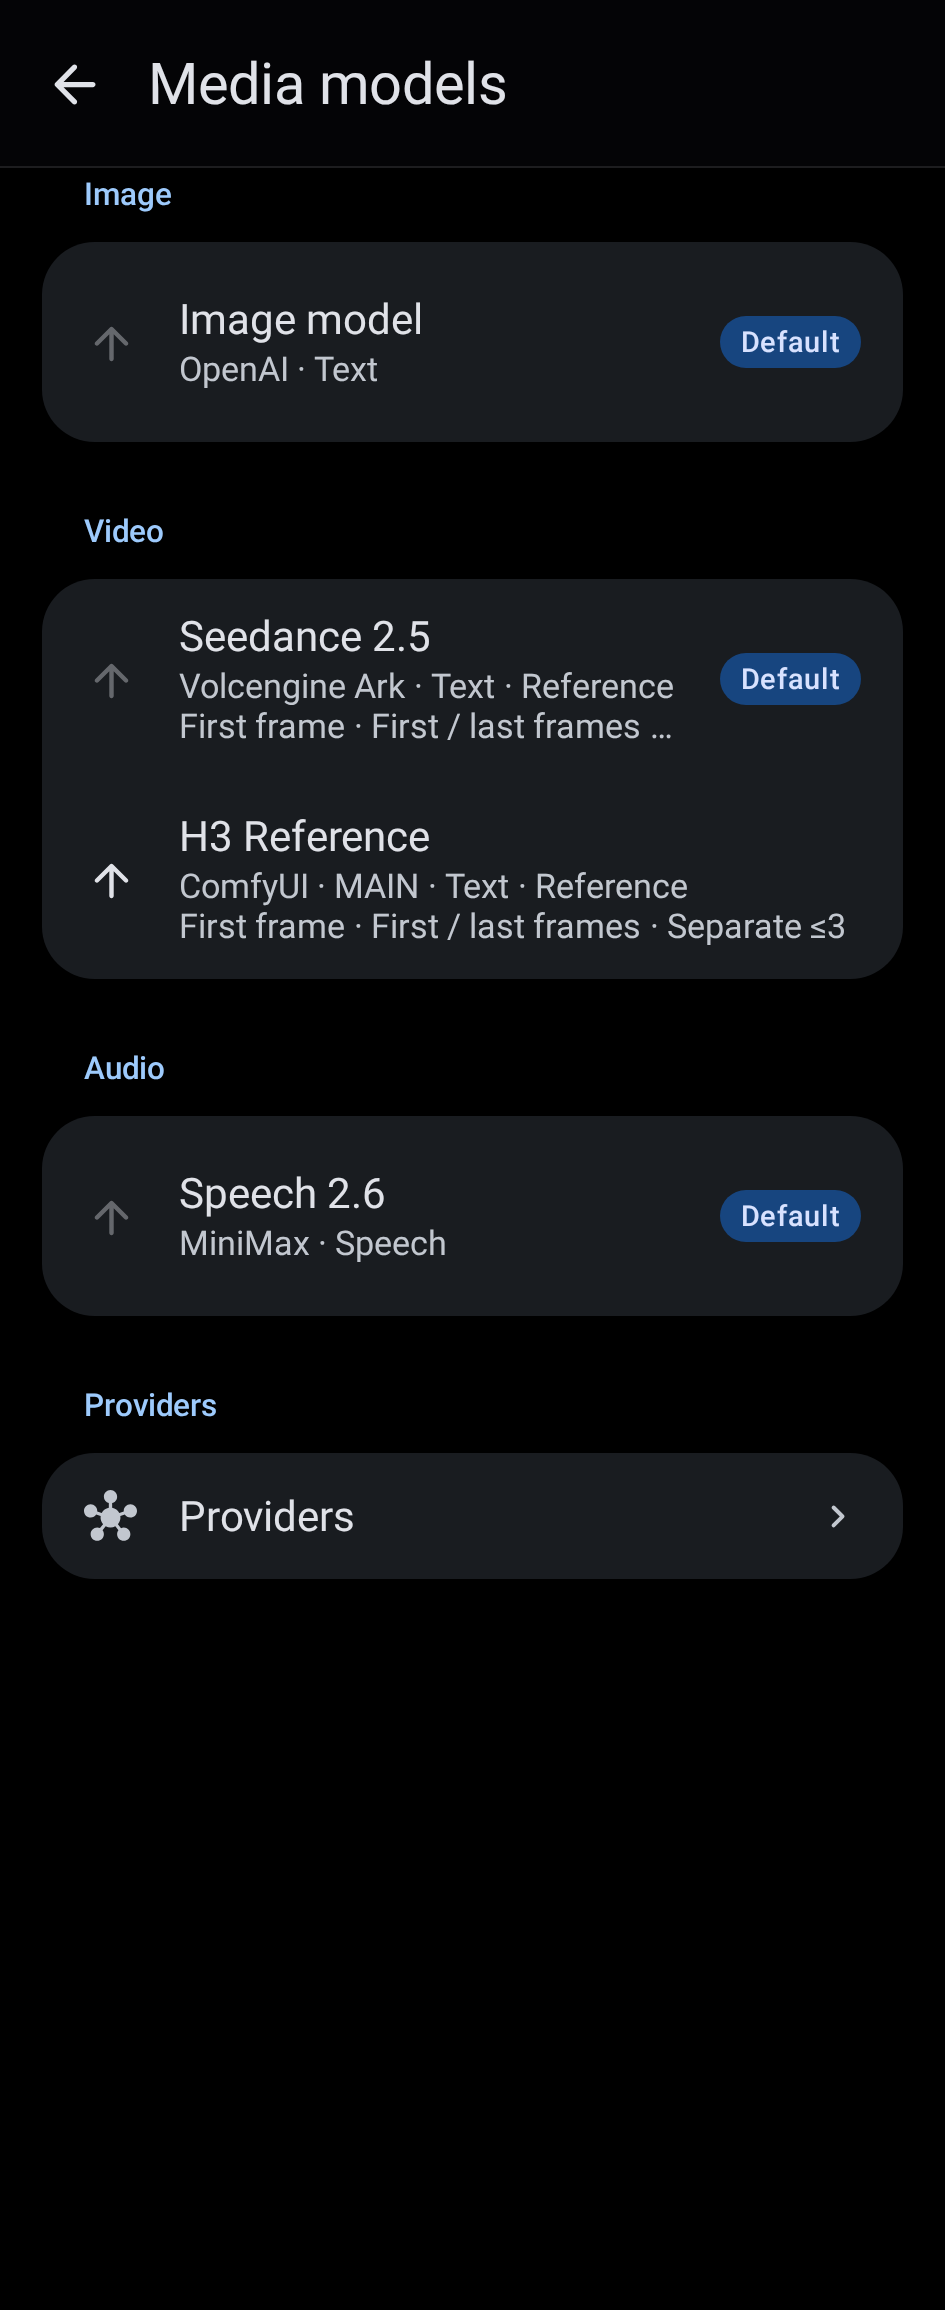 Media models
Image
Image model
OpenAI · Text
Default
Video
Seedance 2.5
Volcengine Ark · Text · Reference
First frame · First / last frames ...
Default
H3 Reference
ComfyUI · MAIN · Text · Reference
First frame · First / last frames · Separate ≤3
Audio
Speech 2.6
MiniMax · Speech
Default
Providers
Providers